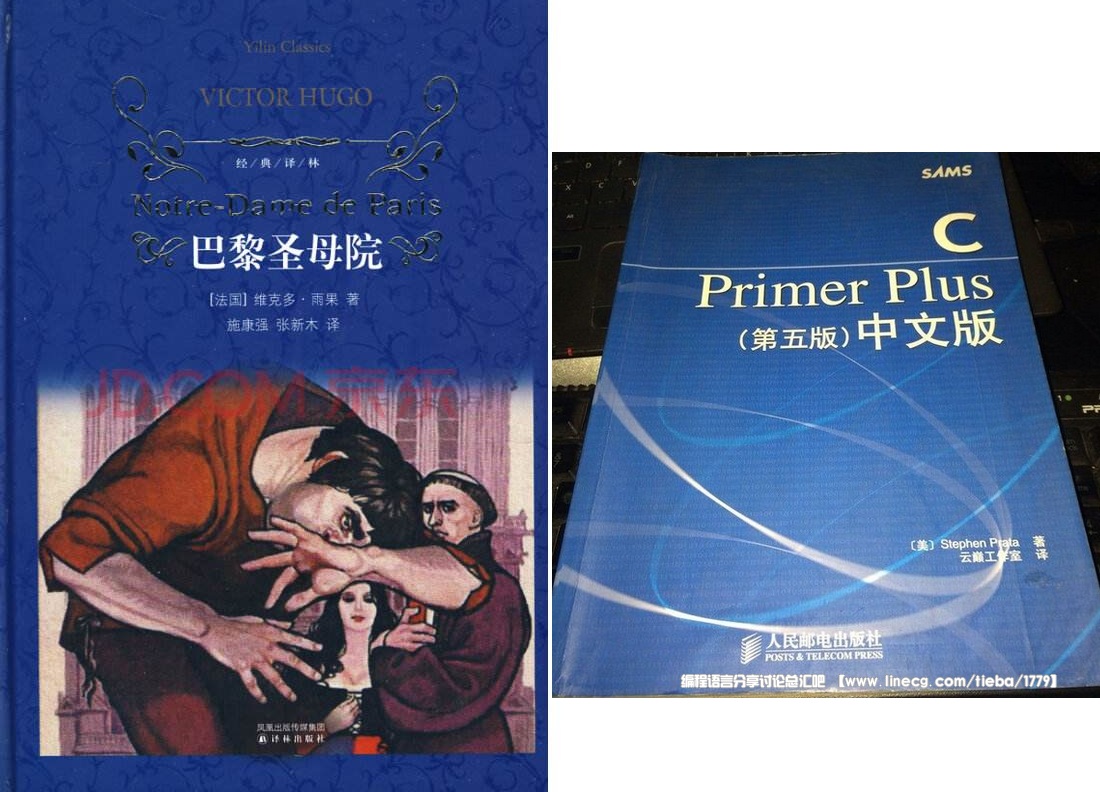 Yilin Classics
VICTOR HUGO
经/典/译/林
Notre-Dame de Paris
巴黎圣母院
[法国] 维克多·雨果 著
施康强 张新木 译
JD.COM 京东
凤凰出版传媒集团
译林出版社
SAMS
C
Primer Plus
(第五版) 中文版
[美] Stephen Prata 著
云巅工作室 译
人民邮电出版社
POSTS & TELECOM PRESS
编程语言分享讨论总汇吧 【www.linecg.com/tieba/1779】